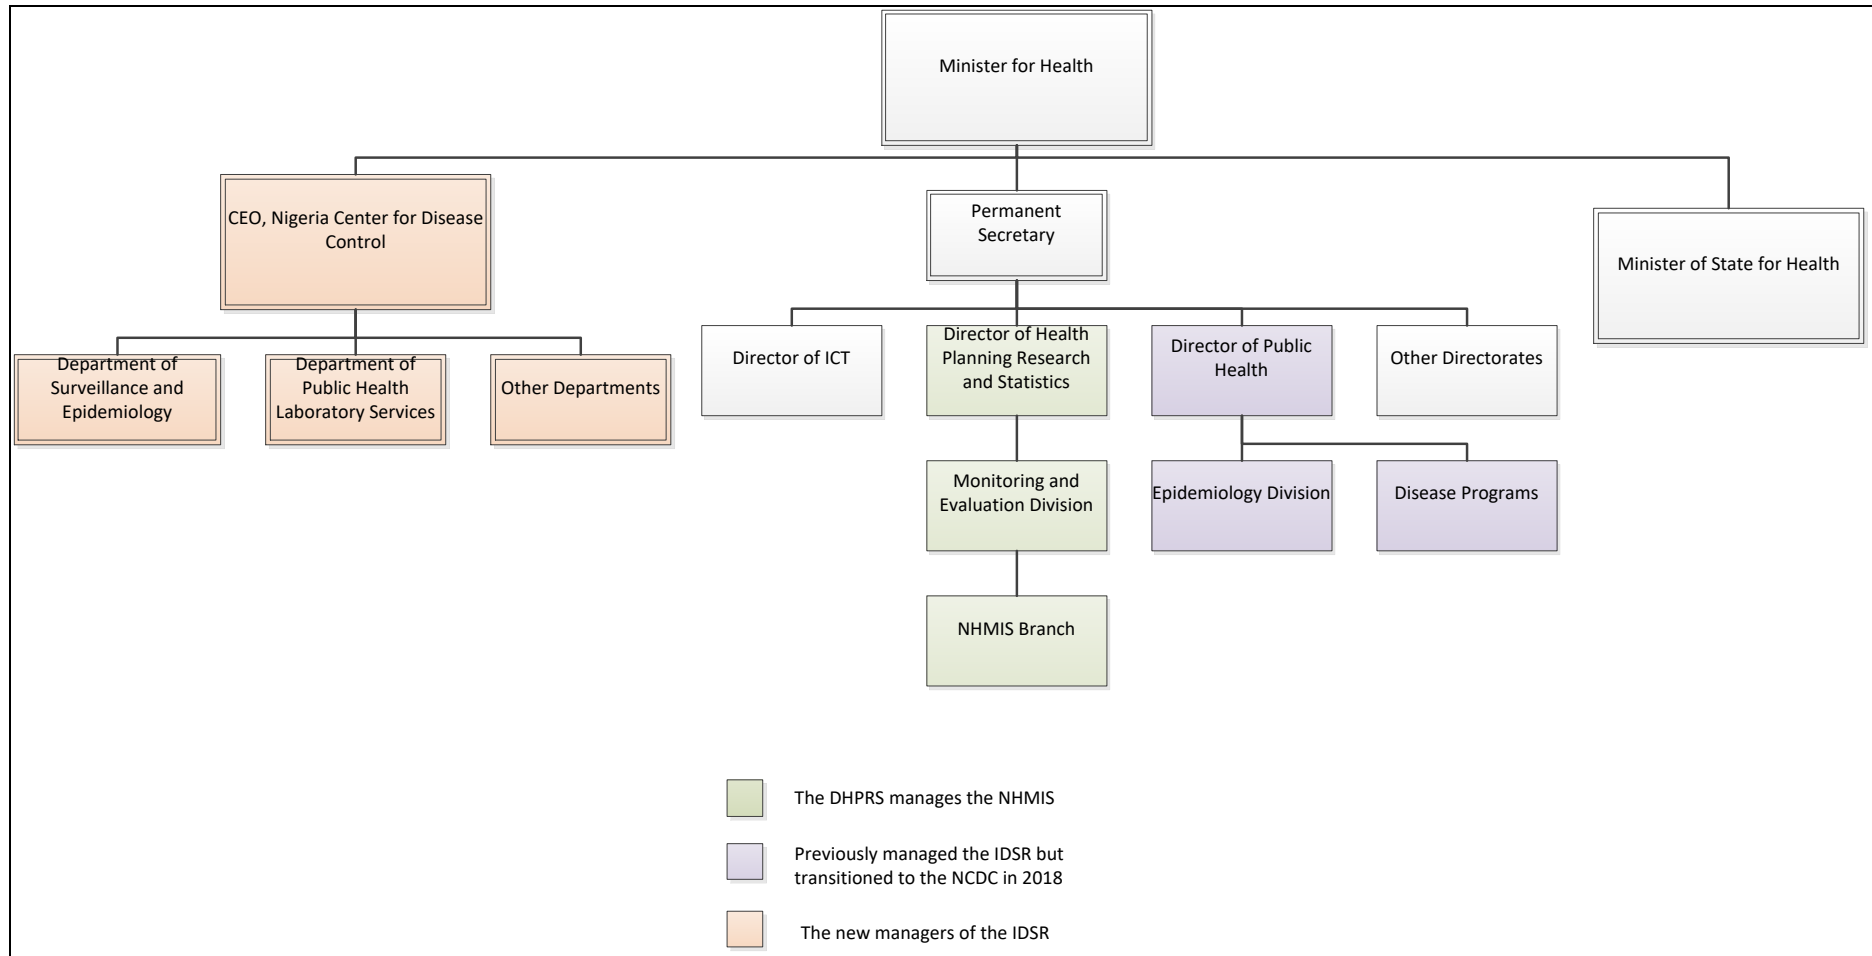 Minister for Health
CEO, Nigeria Center for Disease
Control
Permanent
Secretary
Minister of State for Health
Department of
Surveillance and
Epidemiology
Department of
Public Health
Laboratory Services
Other Departments
Director of ICT
Director of Health
Planning Research
and Statistics
Director of Public
Health
Other Directorates
Monitoring and
Evaluation Division
Epidemiology Division
Disease Programs
NHMIS Branch
The DHPRS manages the NHMIS
Previously managed the IDSR but
transitioned to the NCDC in 2018
The new managers of the IDSR